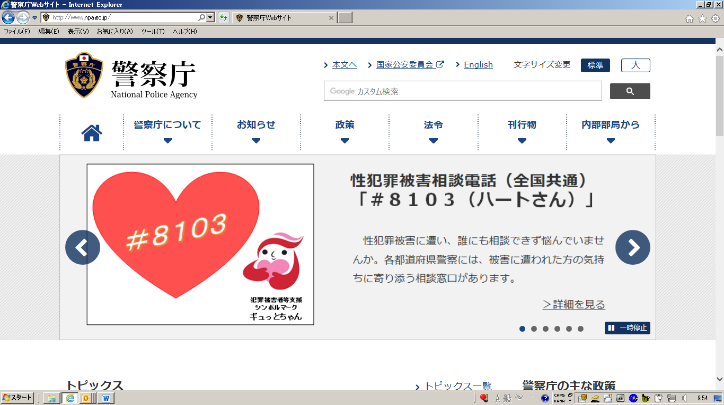 警察庁Webサイト - Internet Explorer
http://www.npa.go.jp/
警察庁Webサイト
ファイル(F) 編集(E) 表示(V) お気に入り(A) ツール(T) ヘルプ(H)
警察庁
National Police Agency
本文へ 国家公安委員会 English 文字サイズ変更 標準 大
Google カスタム検索
警察庁について お知らせ 政策 法令 刊行物 内部部局から
#8103
犯罪被害者等支援
シンボルマーク
ギュっとちゃん
性犯罪被害相談電話（全国共通）
「＃８１０３（ハートさん）」
性犯罪被害に遭い、誰にも相談できず悩んでいませ
んか。各都道府県警察には、被害に遭われた方の気持
ちに寄り添う相談窓口があります。
＞詳細を見る
一時停止
トピックス トピックス一覧 警察庁の主な政策
スタート